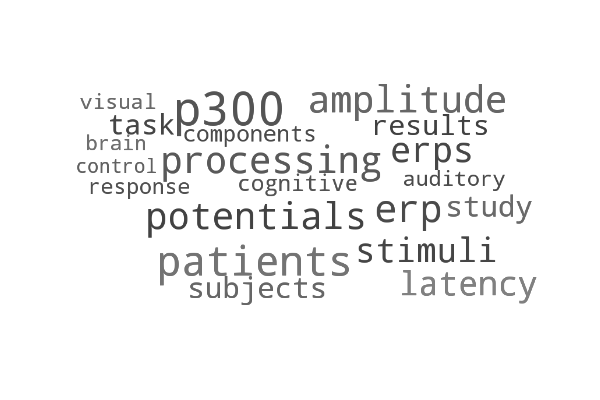 visual p300 amplitude
task components results
brain processing erps
control
response cognitive auditory
potentials erp study
patients stimuli
subjects latency